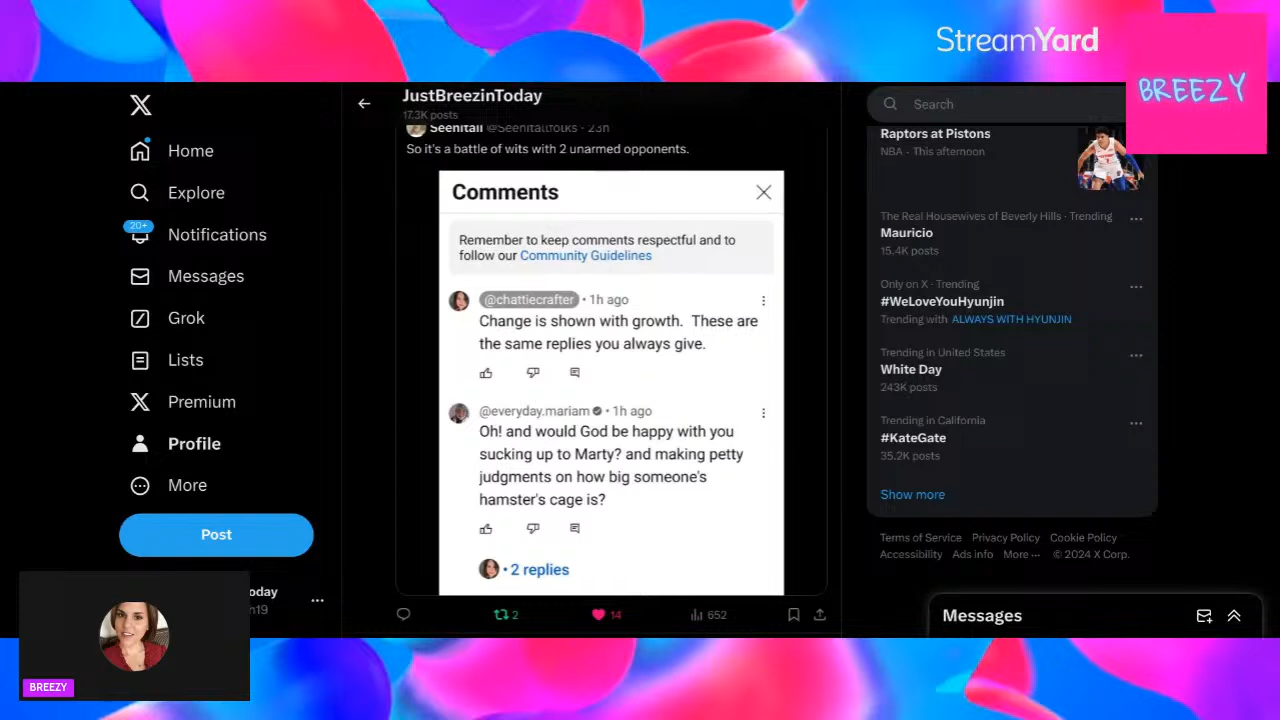 StreamYard
BREEZY
Home
Explore
20+
Notifications
Messages
Grok
Lists
Premium
Profile
More
Post
oday
n19
BREEZY
JustBreezinToday
17.3K posts
Seenitall @Seenitallfolks · 23h
So it's a battle of wits with 2 unarmed opponents.
Comments
Remember to keep comments respectful and to
follow our Community Guidelines
@chattiecrafter • 1h ago
Change is shown with growth. These are
the same replies you always give.
@everyday.mariam • 1h ago
Oh! and would God be happy with you
sucking up to Marty? and making petty
judgments on how big someone's
hamster's cage is?
• 2 replies
2
14
652
Search
Raptors at Pistons
NBA · This afternoon
The Real Housewives of Beverly Hills · Trending
Mauricio
15.4K posts
Only on X · Trending
#WeLoveYouHyunjin
Trending with ALWAYS WITH HYUNJIN
Trending in United States
White Day
243K posts
Trending in California
#KateGate
35.2K posts
Show more
Terms of Service Privacy Policy Cookie Policy
Accessibility Ads info More ··· © 2024 X Corp.
Messages